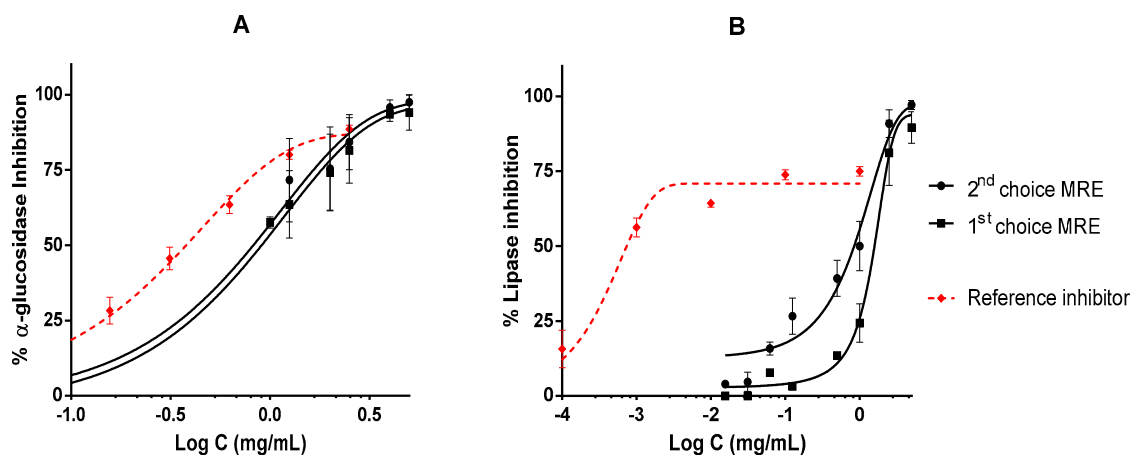 A
B
% α-glucosidase Inhibition
100
75
50
25
0
-1.0
-0.5
0.0
0.5
Log C (mg/mL)
% Lipase inhibition
100
75
50
25
0
-4
-3
-2
-1
0
Log C (mg/mL)
2nd choice MRE
1st choice MRE
Reference inhibitor